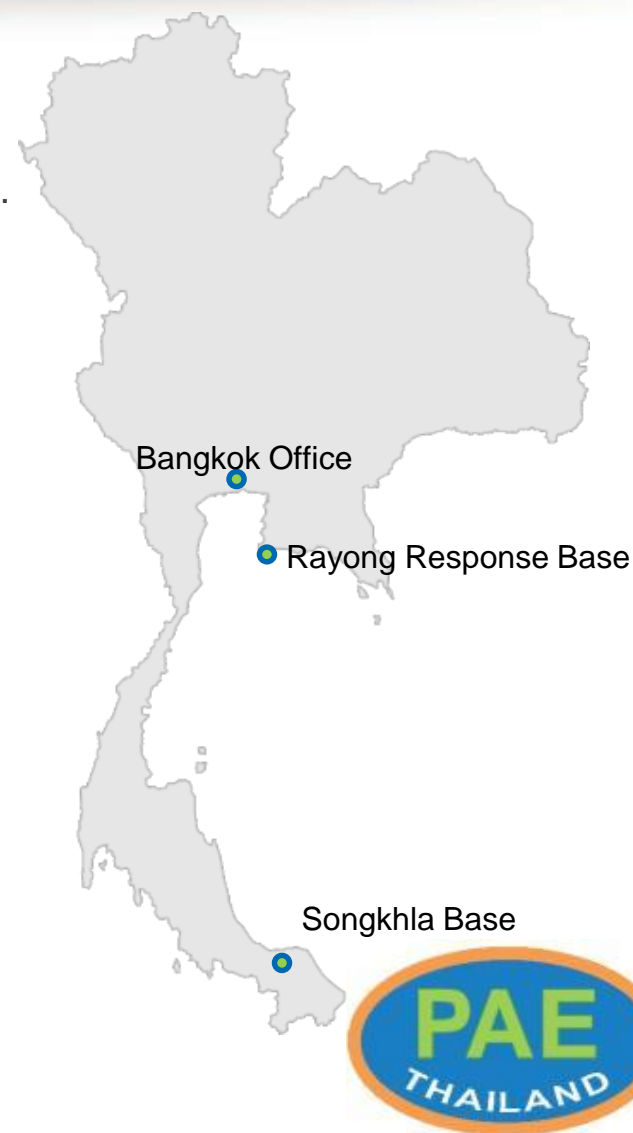 .
Bangkok Office
Rayong Response Base
Songkhla Base
PAE
THAILAND